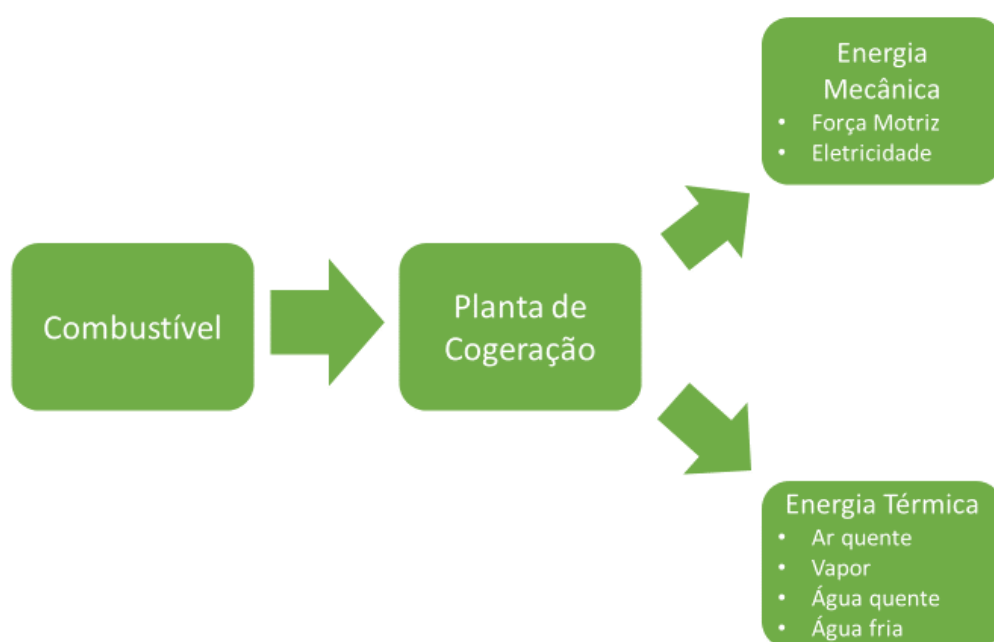 Combustível
Planta de
Cogeração
Energia
Mecânica
• Força Motriz
• Eletricidade
Energia Térmica
• Ar quente
• Vapor
• Água quente
• Água fria